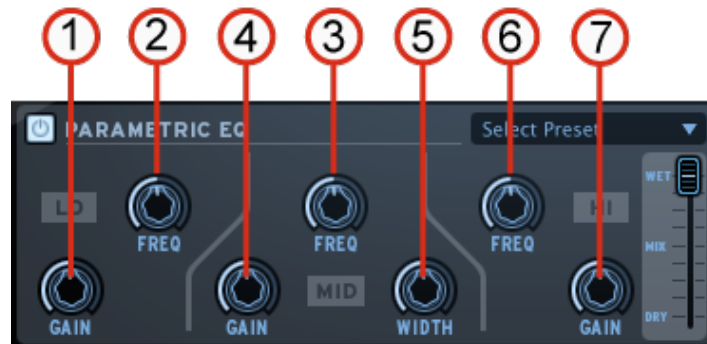 1 2 4 3 5 6 7
PARAMETRIC EQ Select Preset
WET
LO HI
FREQ FREQ FREQ
MIX
MID
DRY
GAIN GAIN WIDTH GAIN